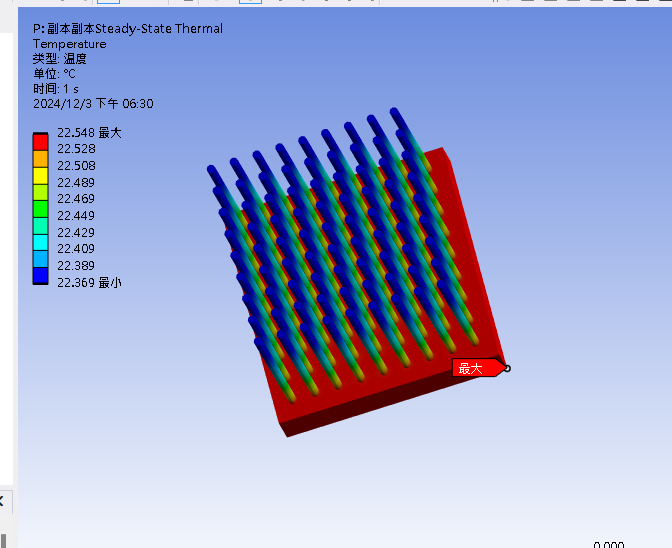 P: 副本副本Steady-State Thermal
Temperature
类型: 温度
单位: °C
时间: 1 s
2024/12/3 下午 06:30
22.548 最大
22.528
22.508
22.489
22.469
22.449
22.429
22.409
22.389
22.369 最小
最大
0.000